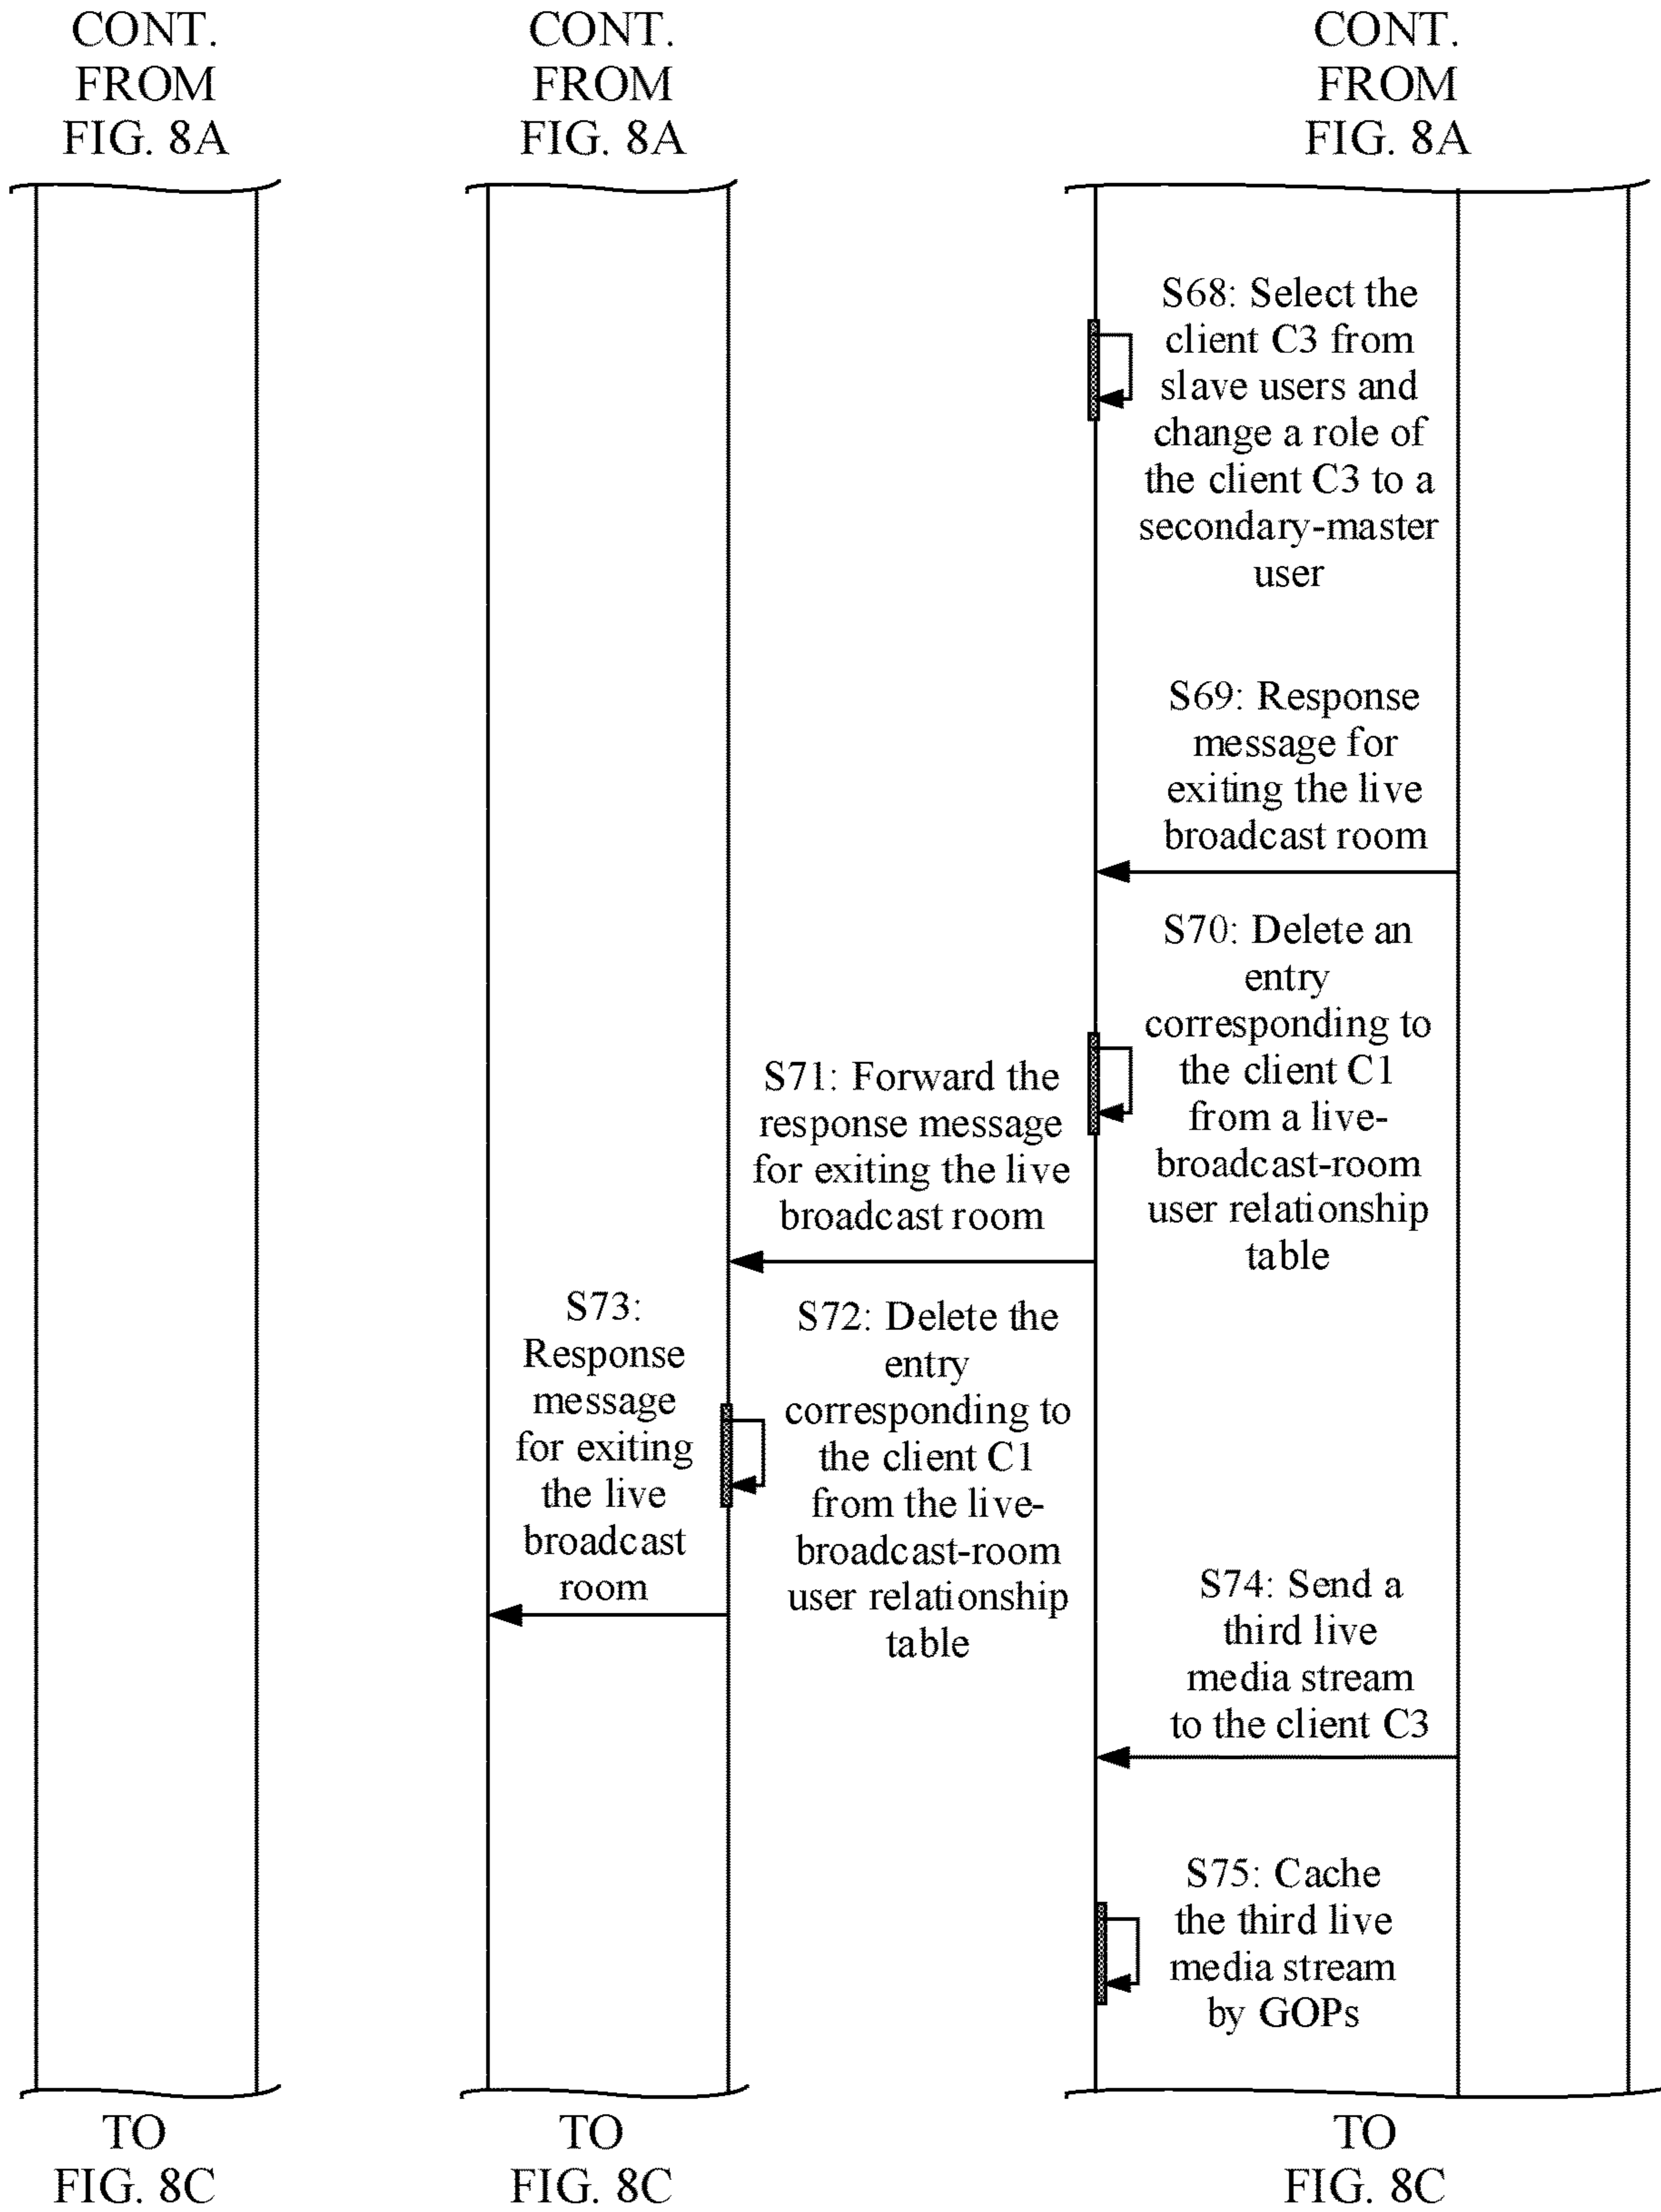 CONT.
FROM
FIG. 8A
CONT.
FROM
FIG. 8A
CONT.
FROM
FIG. 8A
S68: Select the
client C3 from
slave users and
change a role of
the client C3 to a
secondary-master
user
S69: Response
message for
exiting the live
broadcast room
S70: Delete an
entry
corresponding to
the client C1
from a live-
broadcast-room
user relationship
table
S71: Forward the
response message
for exiting the live
broadcast room
S72: Delete the
entry
corresponding to
the client C1
from the live-
broadcast-room
user relationship
table
S73:
Response
message
for exiting
the live
broadcast
room
S74: Send a
third live
media stream
to the client C3
S75: Cache
the third live
media stream
by GOPs
TO
FIG. 8C
TO
FIG. 8C
TO
FIG. 8C